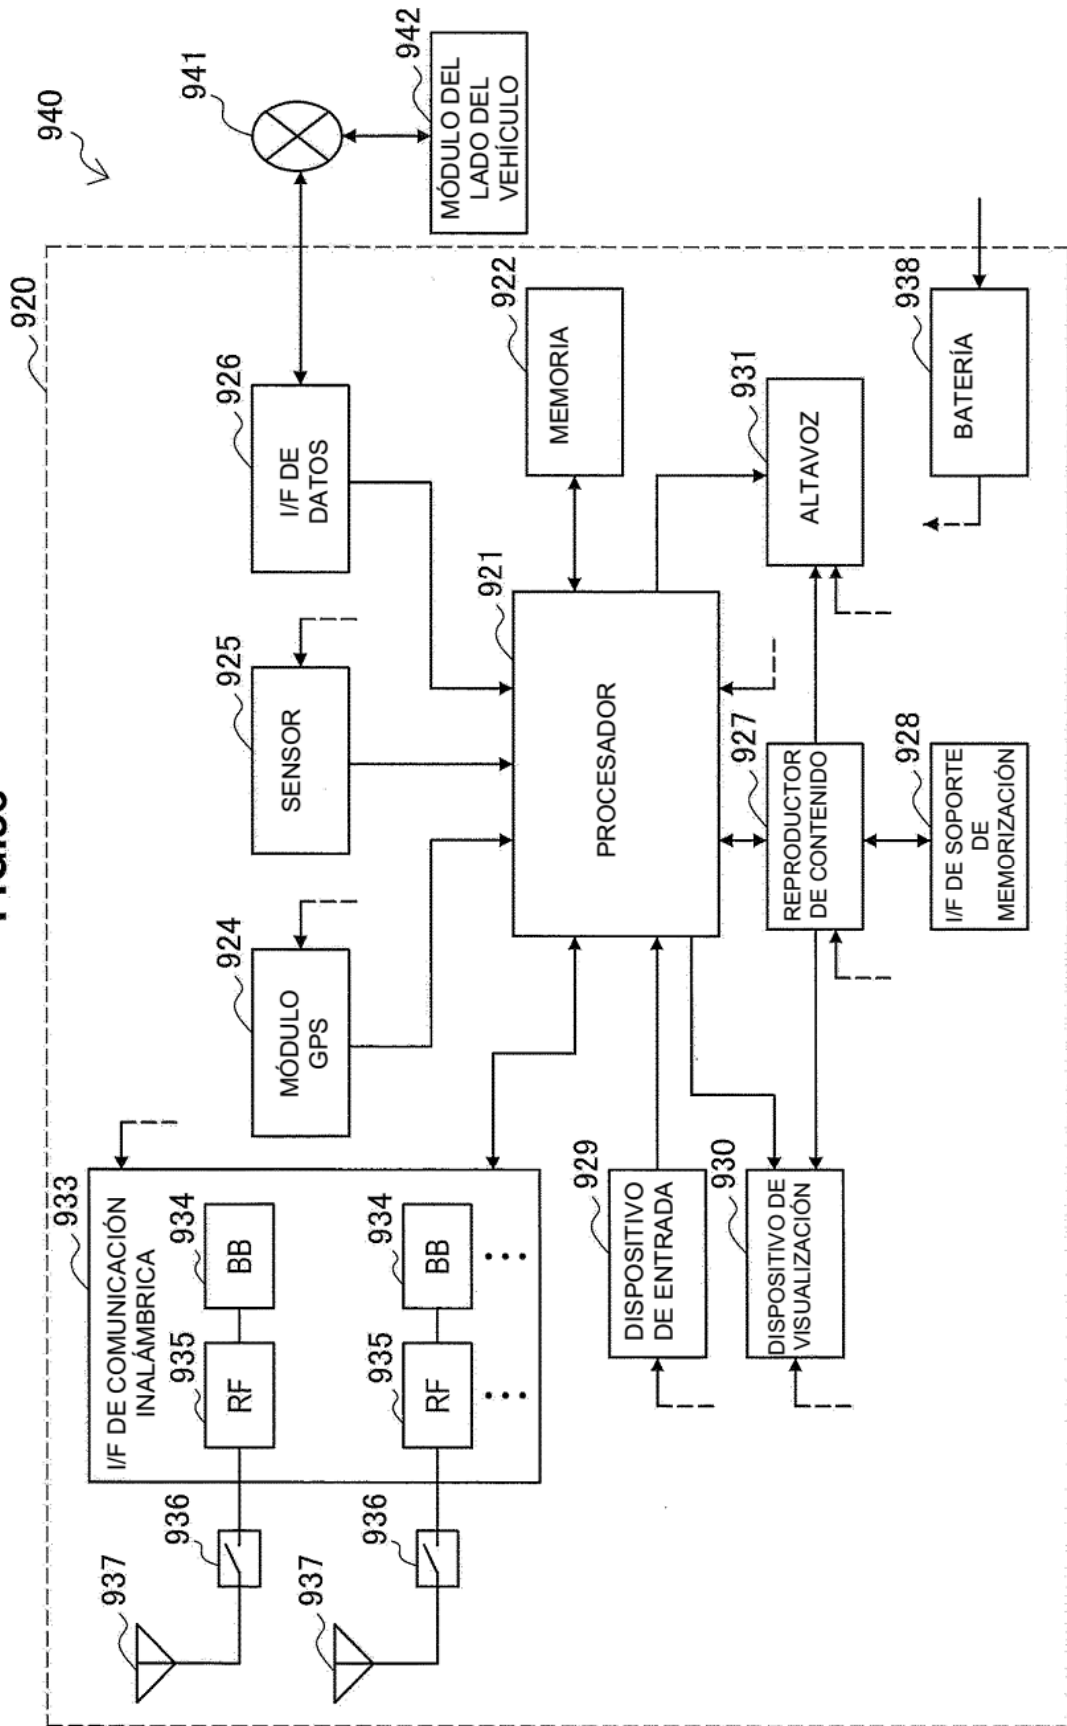 920
940
937
936
933
I/F DE COMUNICACIÓN
INALÁMBRICA
935
RF
934
BB
924
MÓDULO
GPS
925
SENSOR
926
I/F DE
DATOS
941
942
MÓDULO DEL
LADO DEL
VEHÍCULO
937
936
935
RF
934
BB
921
PROCESADOR
922
MEMORIA
929
DISPOSITIVO
DE ENTRADA
930
DISPOSITIVO DE
VISUALIZACIÓN
927
REPRODUCTOR
DE CONTENIDO
931
ALTAVOZ
928
I/F DE SOPORTE
DE
MEMORIZACIÓN
938
BATERÍA